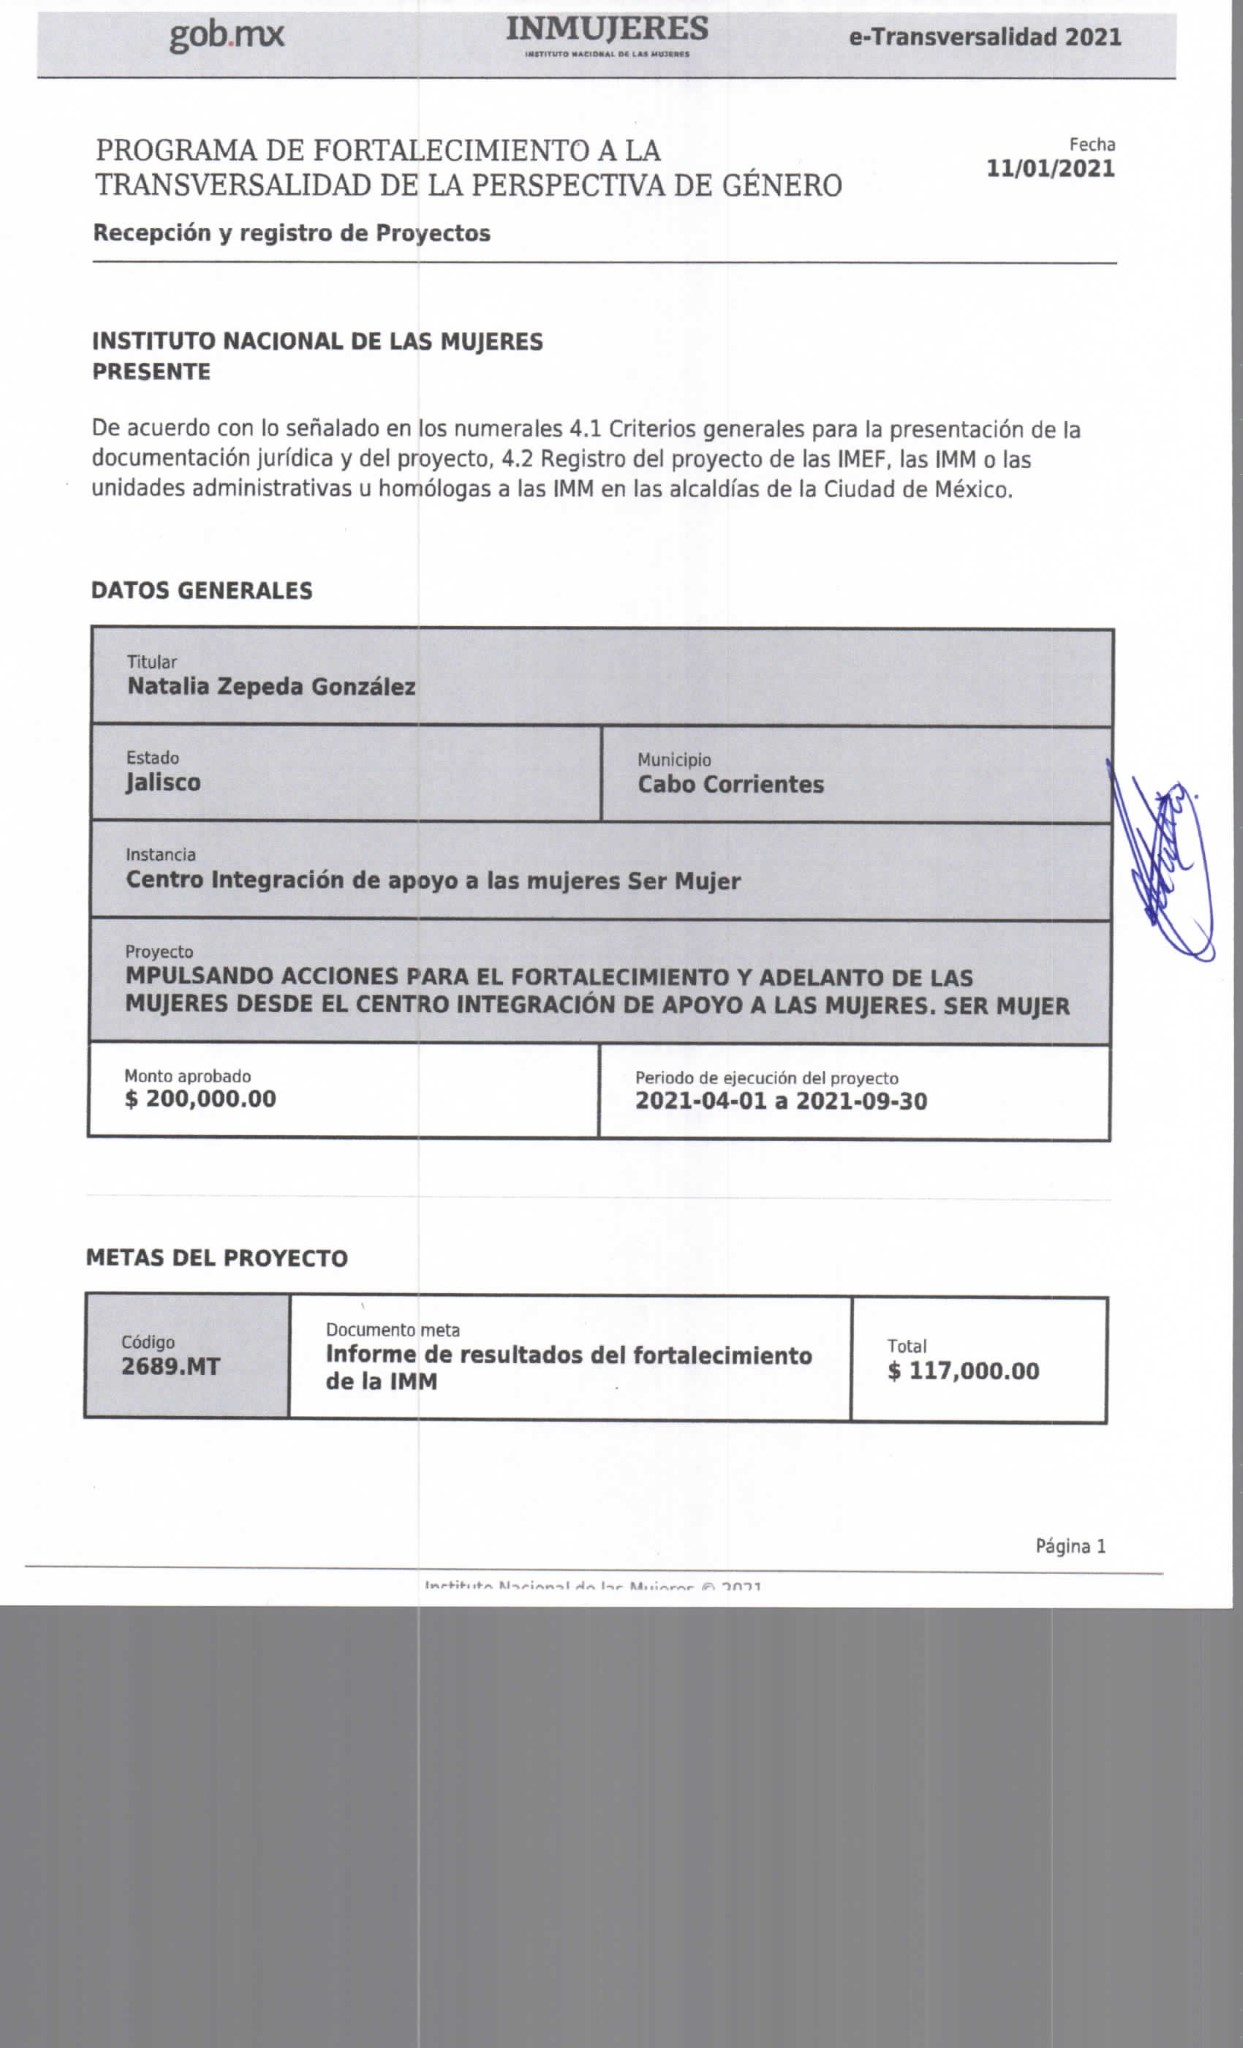 gob.mx
INMUJERES
INSTITUTO NACIONAL DE LAS MUJERES
e-Transversalidad 2021
PROGRAMA DE FORTALECIMIENTO A LA
TRANSVERSALIDAD DE LA PERSPECTIVA DE GÉNERO
Fecha
11/01/2021
Recepción y registro de Proyectos
INSTITUTO NACIONAL DE LAS MUJERES
PRESENTE
De acuerdo con lo señalado en los numerales 4.1 Criterios generales para la presentación de la
documentación jurídica y del proyecto, 4.2 Registro del proyecto de las IMEF, las IMM o las
unidades administrativas u homólogas a las IMM en las alcaldías de la Ciudad de México.
DATOS GENERALES
Titular
Natalia Zepeda González
Estado
Jalisco
Municipio
Cabo Corrientes
Instancia
Centro Integración de apoyo a las mujeres Ser Mujer
Proyecto
MPULSANDO ACCIONES PARA EL FORTALECIMIENTO Y ADELANTO DE LAS
MUJERES DESDE EL CENTRO INTEGRACIÓN DE APOYO A LAS MUJERES. SER MUJER
Monto aprobado
$ 200,000.00
Periodo de ejecución del proyecto
2021-04-01 a 2021-09-30
METAS DEL PROYECTO
Código
2689.MT
Documento meta
Informe de resultados del fortalecimiento
de la IMM
Total
$ 117,000.00
Página 1
Instituto Nacional de las Mujeres © 2021